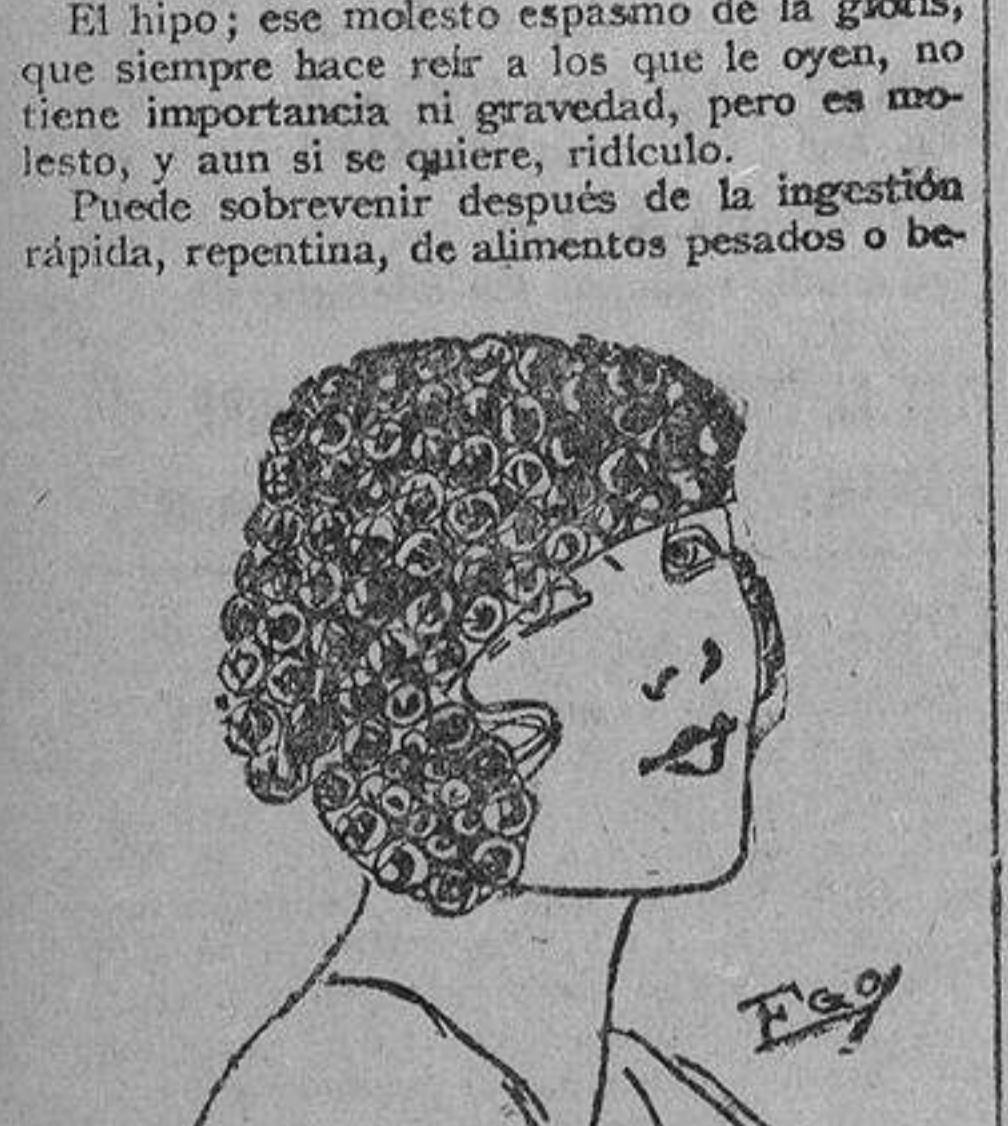 El hipo; ese molesto espasmo de la glotis,
que siempre hace reír a los que le oyen, no
tiene importancia ni gravedad, pero es mo-
lesto, y aun si se quiere, ridículo.
Puede sobrevenir después de la ingestión
rápida, repentina, de alimentos pesados o be-